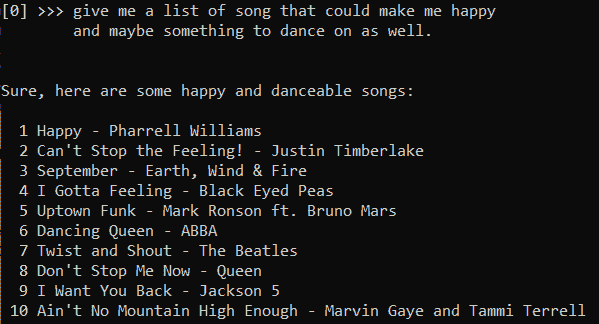 [0] >>> give me a list of song that could make me happy
and maybe something to dance on as well.
Sure, here are some happy and danceable songs:
1 Happy - Pharrell Williams
2 Can't Stop the Feeling! - Justin Timberlake
3 September - Earth, Wind & Fire
4 I Gotta Feeling - Black Eyed Peas
5 Uptown Funk - Mark Ronson ft. Bruno Mars
6 Dancing Queen - ABBA
7 Twist and Shout - The Beatles
8 Don't Stop Me Now - Queen
9 I Want You Back - Jackson 5
10 Ain't No Mountain High Enough - Marvin Gaye and Tammi Terrell